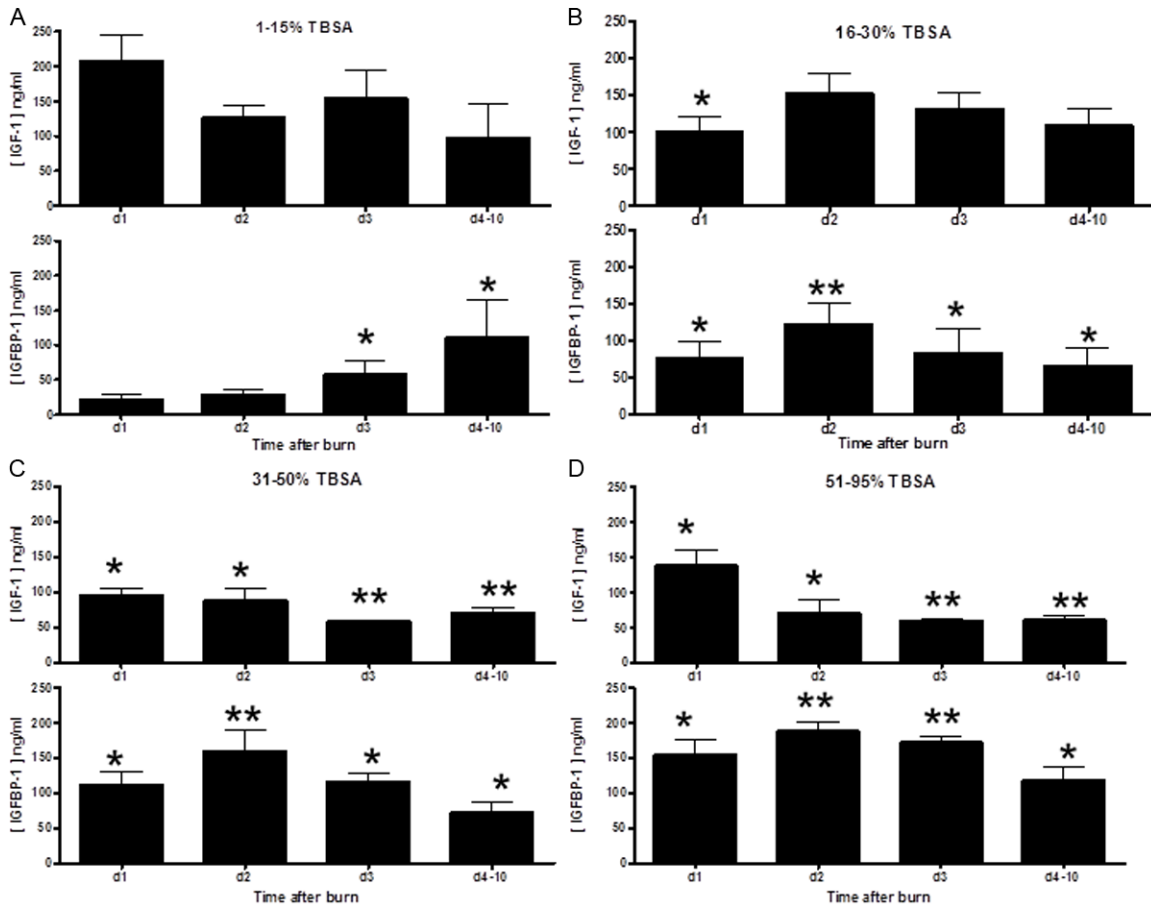 A
1-15% TBSA
[ IGF-1 ] ng/ml
250
200
150
100
50
0
d1 d2 d3 d4-10
[ IGFBP-1 ] ng/ml
250
200
150
100
50
0
* *
d1 d2 d3 d4-10
Time after burn
B
16-30% TBSA
[ IGF-1 ] ng/ml
250
200
150
100
50
0
*
d1 d2 d3 d4-10
[ IGFBP-1 ] ng/ml
250
200
150
100
50
0
* ** * *
d1 d2 d3 d4-10
Time after burn
C
31-50% TBSA
[ IGF-1 ] ng/ml
250
200
150
100
50
0
* * ** **
d1 d2 d3 d4-10
[ IGFBP-1 ] ng/ml
250
200
150
100
50
0
* ** * *
d1 d2 d3 d4-10
Time after burn
D
51-95% TBSA
[ IGF-1 ] ng/ml
250
200
150
100
50
0
* * ** **
d1 d2 d3 d4-10
[ IGFBP-1 ] ng/ml
250
200
150
100
50
0
* ** ** *
d1 d2 d3 d4-10
Time after burn